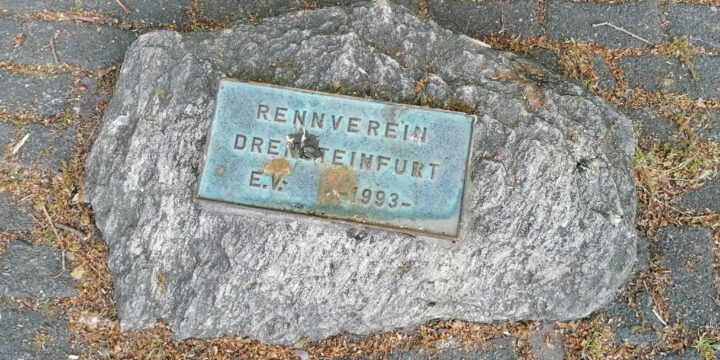 RENNVEREIN
DRENSTEINFURT
E.V. -1993-